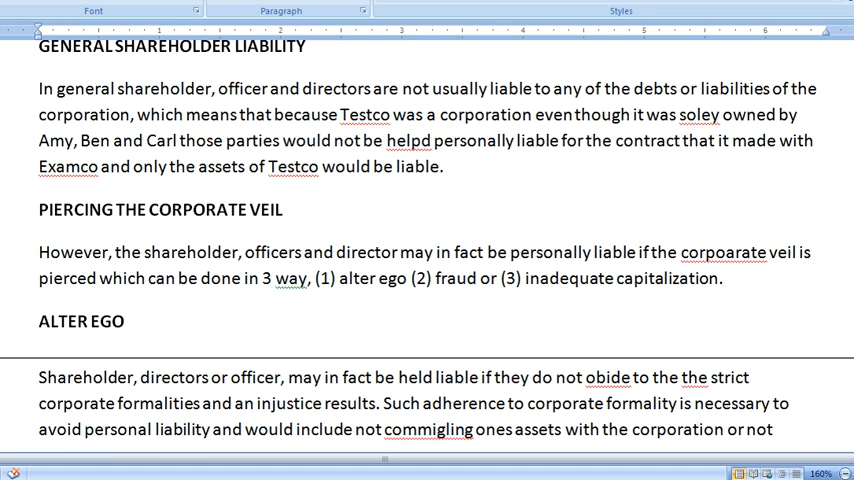 Font Paragraph Styles
1 2 3 4 5 6
GENERAL SHAREHOLDER LIABILITY
In general shareholder, officer and directors are not usually liable to any of the debts or liabilities of the
corporation, which means that because Testco was a corporation even though it was soley owned by
Amy, Ben and Carl those parties would not be helpd personally liable for the contract that it made with
Examco and only the assets of Testco would be liable.
PIERCING THE CORPORATE VEIL
However, the shareholder, officers and director may in fact be personally liable if the corpoarate veil is
pierced which can be done in 3 way, (1) alter ego (2) fraud or (3) inadequate capitalization.
ALTER EGO
Shareholder, directors or officer, may in fact be held liable if they do not obide to the the strict
corporate formalities and an injustice results. Such adherence to corporate formality is necessary to
avoid personal liability and would include not commigling ones assets with the corporation or not
160%